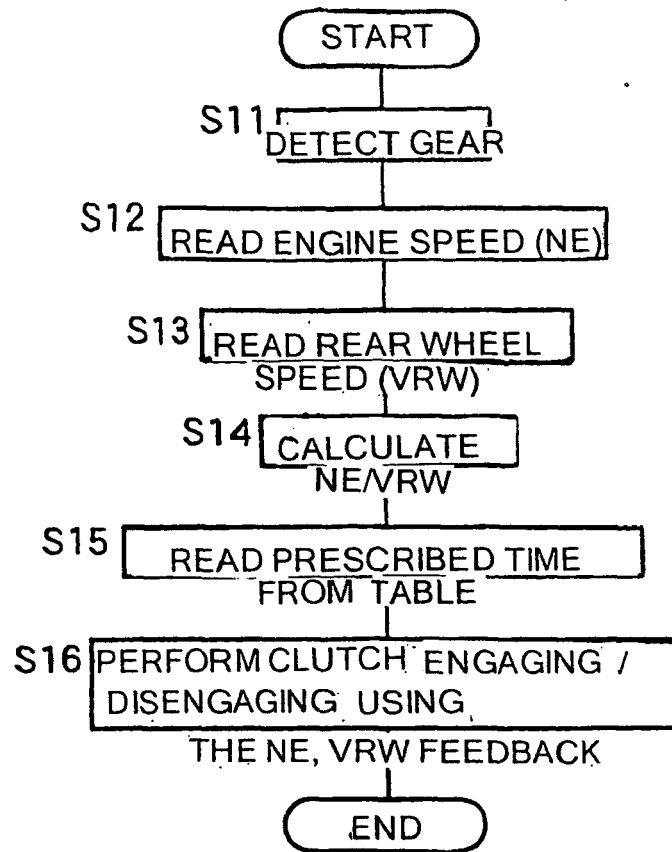 START
S11 DETECT GEAR
S12 READ ENGINE SPEED (NE)
S13 READ REAR WHEEL
SPEED (VRW)
S14 CALCULATE
NE/VRW
S15 READ PRESCRIBED TIME
FROM TABLE
S16 PERFORM CLUTCH ENGAGING /
DISENGAGING USING
THE NE, VRW FEEDBACK
END